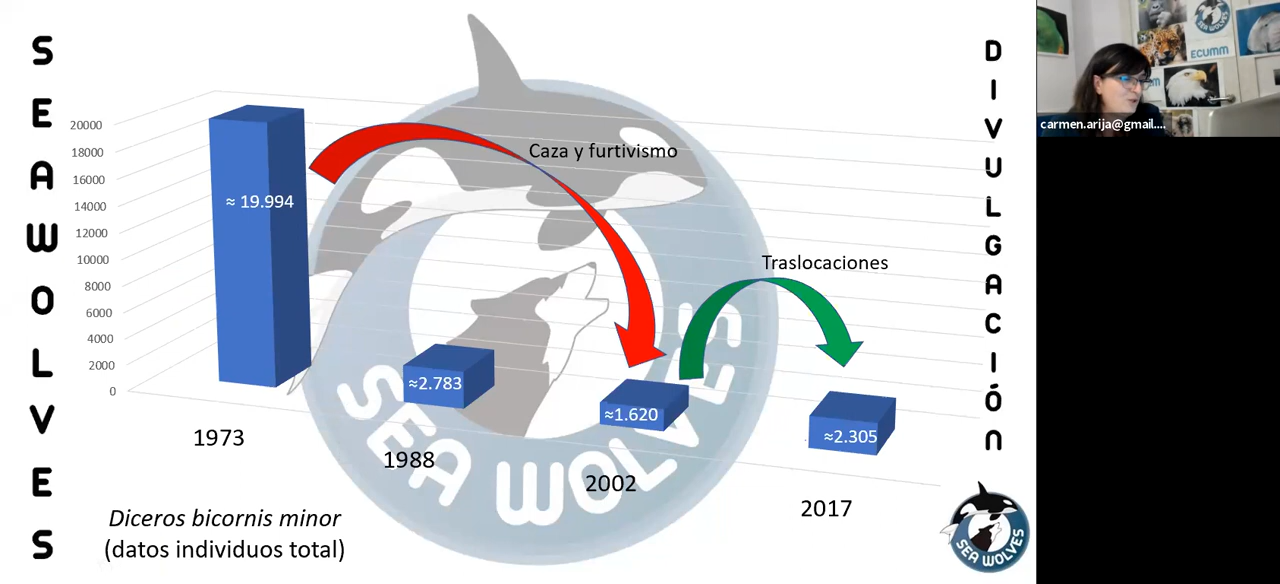 SEAWOLVES
20000
18000
16000
14000
12000
10000
8000
6000
4000
2000
0
≈ 19.994
≈2.783
≈1.620
≈2.305
1973
1988
2002
2017
Caza y furtivismo
Traslocaciones
Diceros bicornis minor
(datos individuos total)
SEA WOLVES
DIVULGACIÓN
SEA WOLVES
SEA WOLVES
ECUMM
carmen.arija@gmail....